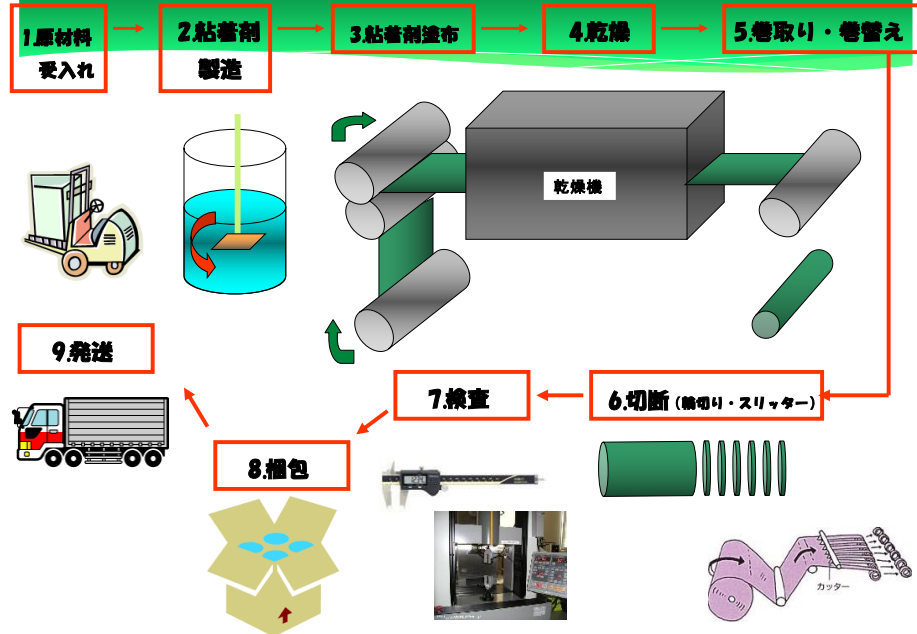 1.原材料
受入れ
2.粘着剤
製造
3.粘着剤塗布
4.乾燥
5.巻取り・巻替え
乾燥機
9.発送
7.検査
6.切断(輪切り・スリッター)
8.梱包
カッター